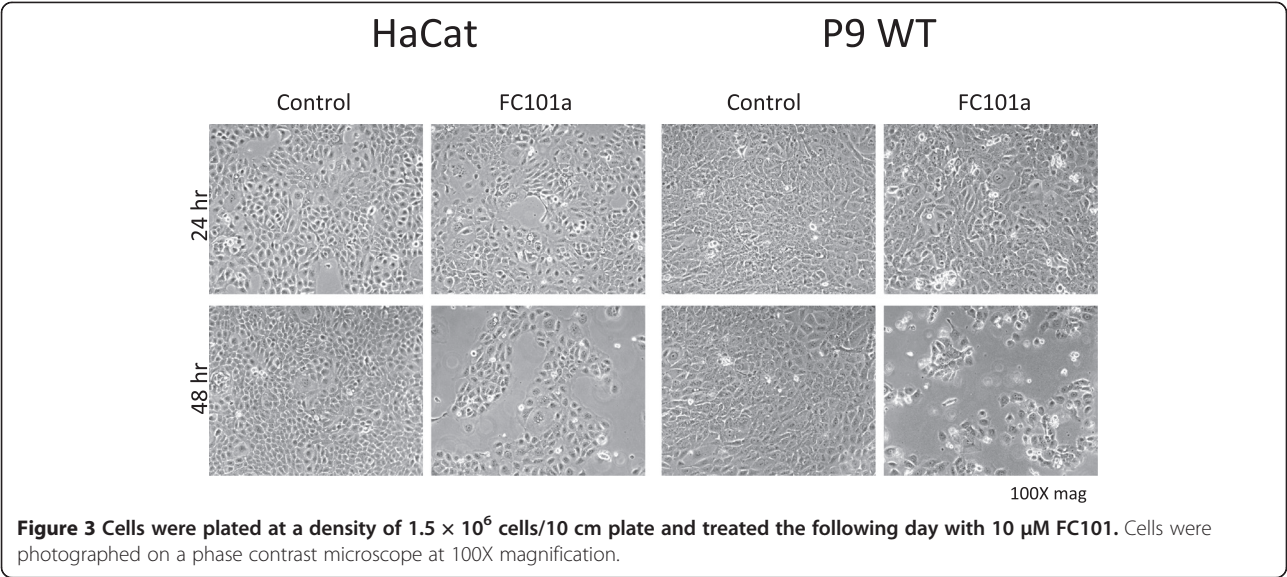 HaCat P9 WT
Control FC101a Control FC101a
24 hr
48 hr
100X mag
Figure 3 Cells were plated at a density of 1.5 × 10⁶ cells/10 cm plate and treated the following day with 10 μM FC101. Cells were
photographed on a phase contrast microscope at 100X magnification.